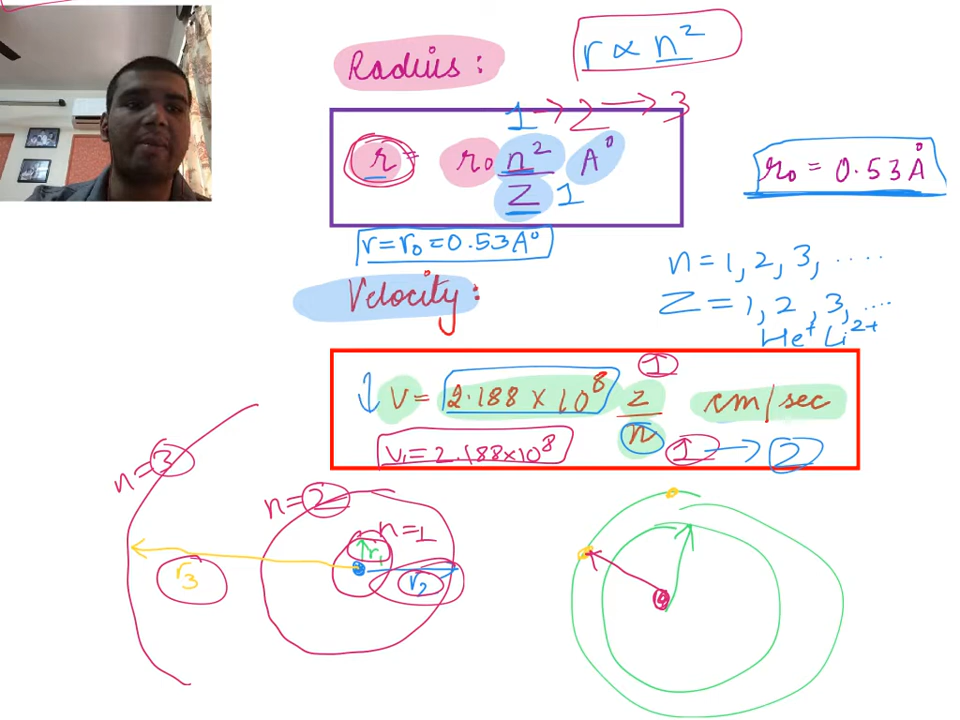 r ∝ n²
Radius :
1 → 2 → 3
r = r₀ n²/Z A° 1
r₀ = 0.53 A°
r = r₀ = 0.53 A°
n = 1, 2, 3, .....
Velocity :
Z = 1, 2, 3, ....
He⁺ Li²⁺
1
↓ V = 2.188 × 10⁸ z/n cm/sec
V₁ = 2.188×10⁸
1 → 2
n=3
n=2
n=1
r₁
r₃
r₂